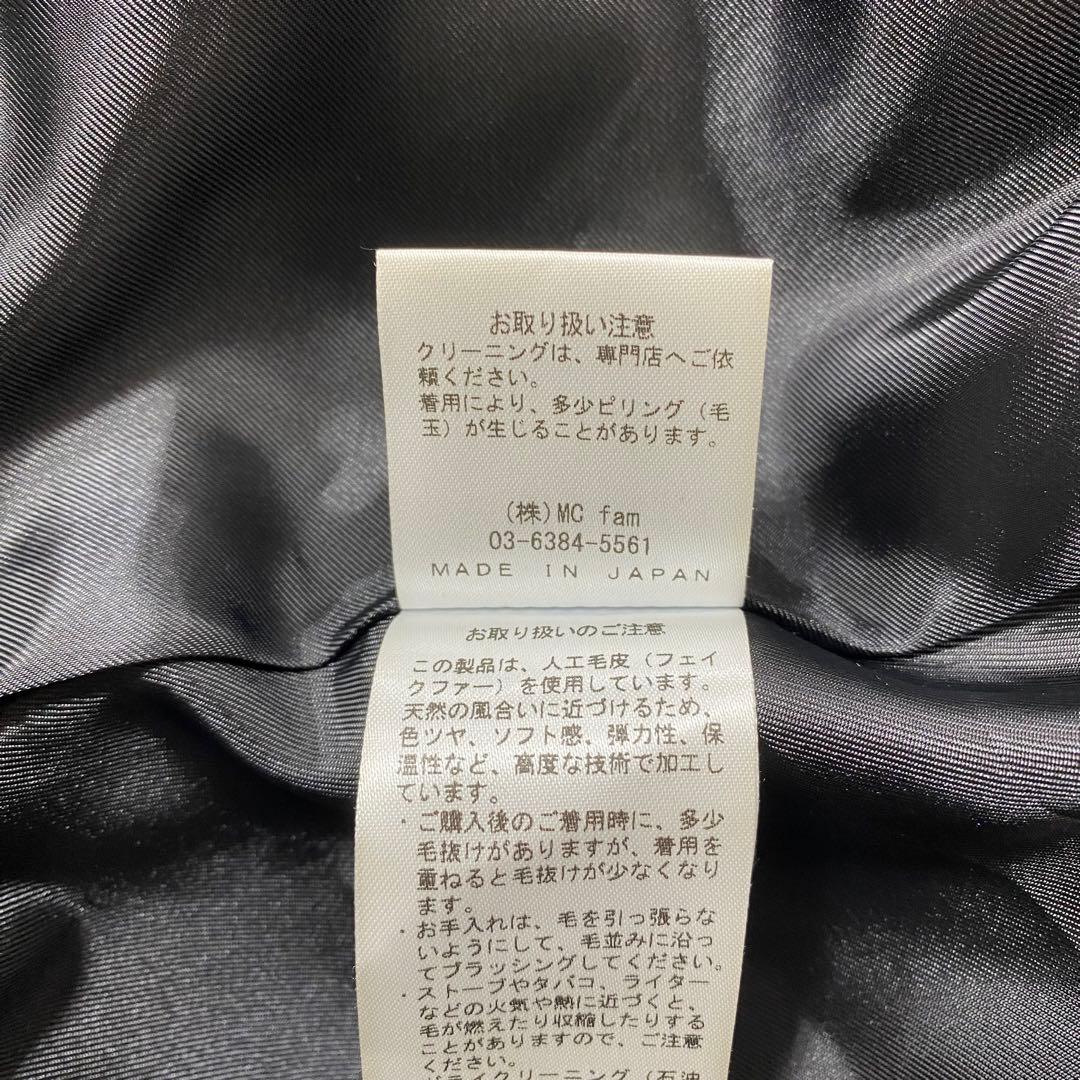 お取り扱い注意
クリーニングは、専門店へご依
頼ください。
着用により、多少ピリング（毛
玉）が生じることがあります。
(株)MC fam
03-6384-5561
MADE IN JAPAN
お取り扱いのご注意
この製品は、人工毛皮（フェイ
クファー）を使用しています。
天然の風合いに近づけるため、
色ツヤ、ソフト感、弾力性、保
温性など、高度な技術で加工し
ています。
・ご購入後のご着用時に、多少
毛抜けがありますが、着用を
重ねると毛抜けが少なくなり
ます。
・お手入れは、毛を引っ張らな
いようにして、毛並みに沿っ
てブラッシングしてください。
・ストーブやタバコ、ライター
などの火気や熱に近づくと、
毛が燃えたり収縮したりする
ことがありますので、ご注意
ください。
ドライクリーニング（石油